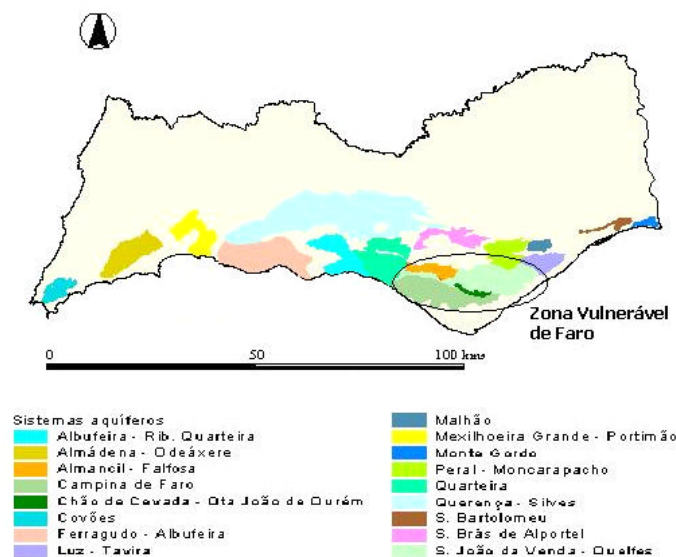 Zona Vulnerável
de Faro
0 50 100 kms
Sistemas aquíferos
Albufeira - Rib. Quarteira
Almádena - Odeáxere
Almancil - Falfosa
Campina de Faro
Chão de Cevada - Qta João de Ourém
Covões
Ferragudo - Albufeira
Luz - Tavira
Malhão
Mexilhoeira Grande - Portimão
Monte Gordo
Peral - Moncarapacho
Quarteira
Querença - Silves
S. Bartolomeu
S. Brás de Alportel
S. João da Venda - Quelfes